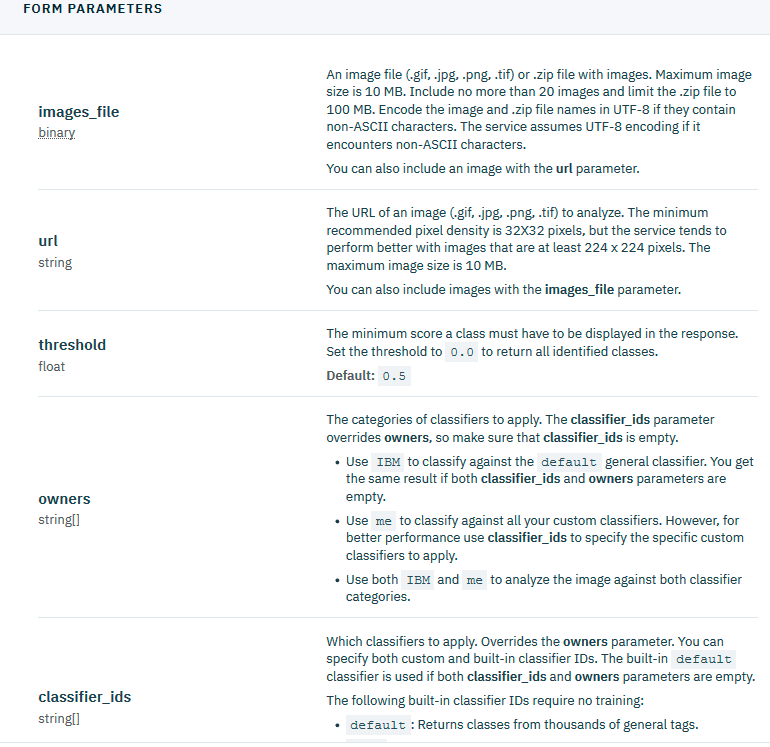 FORM PARAMETERS
images_file
binary
An image file (.gif, .jpg, .png, .tif) or .zip file with images. Maximum image
size is 10 MB. Include no more than 20 images and limit the .zip file to
100 MB. Encode the image and .zip file names in UTF-8 if they contain
non-ASCII characters. The service assumes UTF-8 encoding if it
encounters non-ASCII characters.
You can also include an image with the url parameter.
url
string
The URL of an image (.gif, .jpg, .png, .tif) to analyze. The minimum
recommended pixel density is 32X32 pixels, but the service tends to
perform better with images that are at least 224 x 224 pixels. The
maximum image size is 10 MB.
You can also include images with the images_file parameter.
threshold
float
The minimum score a class must have to be displayed in the response.
Set the threshold to 0.0 to return all identified classes.
Default: 0.5
owners
string[]
The categories of classifiers to apply. The classifier_ids parameter
overrides owners, so make sure that classifier_ids is empty.
• Use IBM to classify against the default general classifier. You get
the same result if both classifier_ids and owners parameters are
empty.
• Use me to classify against all your custom classifiers. However, for
better performance use classifier_ids to specify the specific custom
classifiers to apply.
• Use both IBM and me to analyze the image against both classifier
categories.
classifier_ids
string[]
Which classifiers to apply. Overrides the owners parameter. You can
specify both custom and built-in classifier IDs. The built-in default
classifier is used if both classifier_ids and owners parameters are empty.
The following built-in classifier IDs require no training:
• default: Returns classes from thousands of general tags.